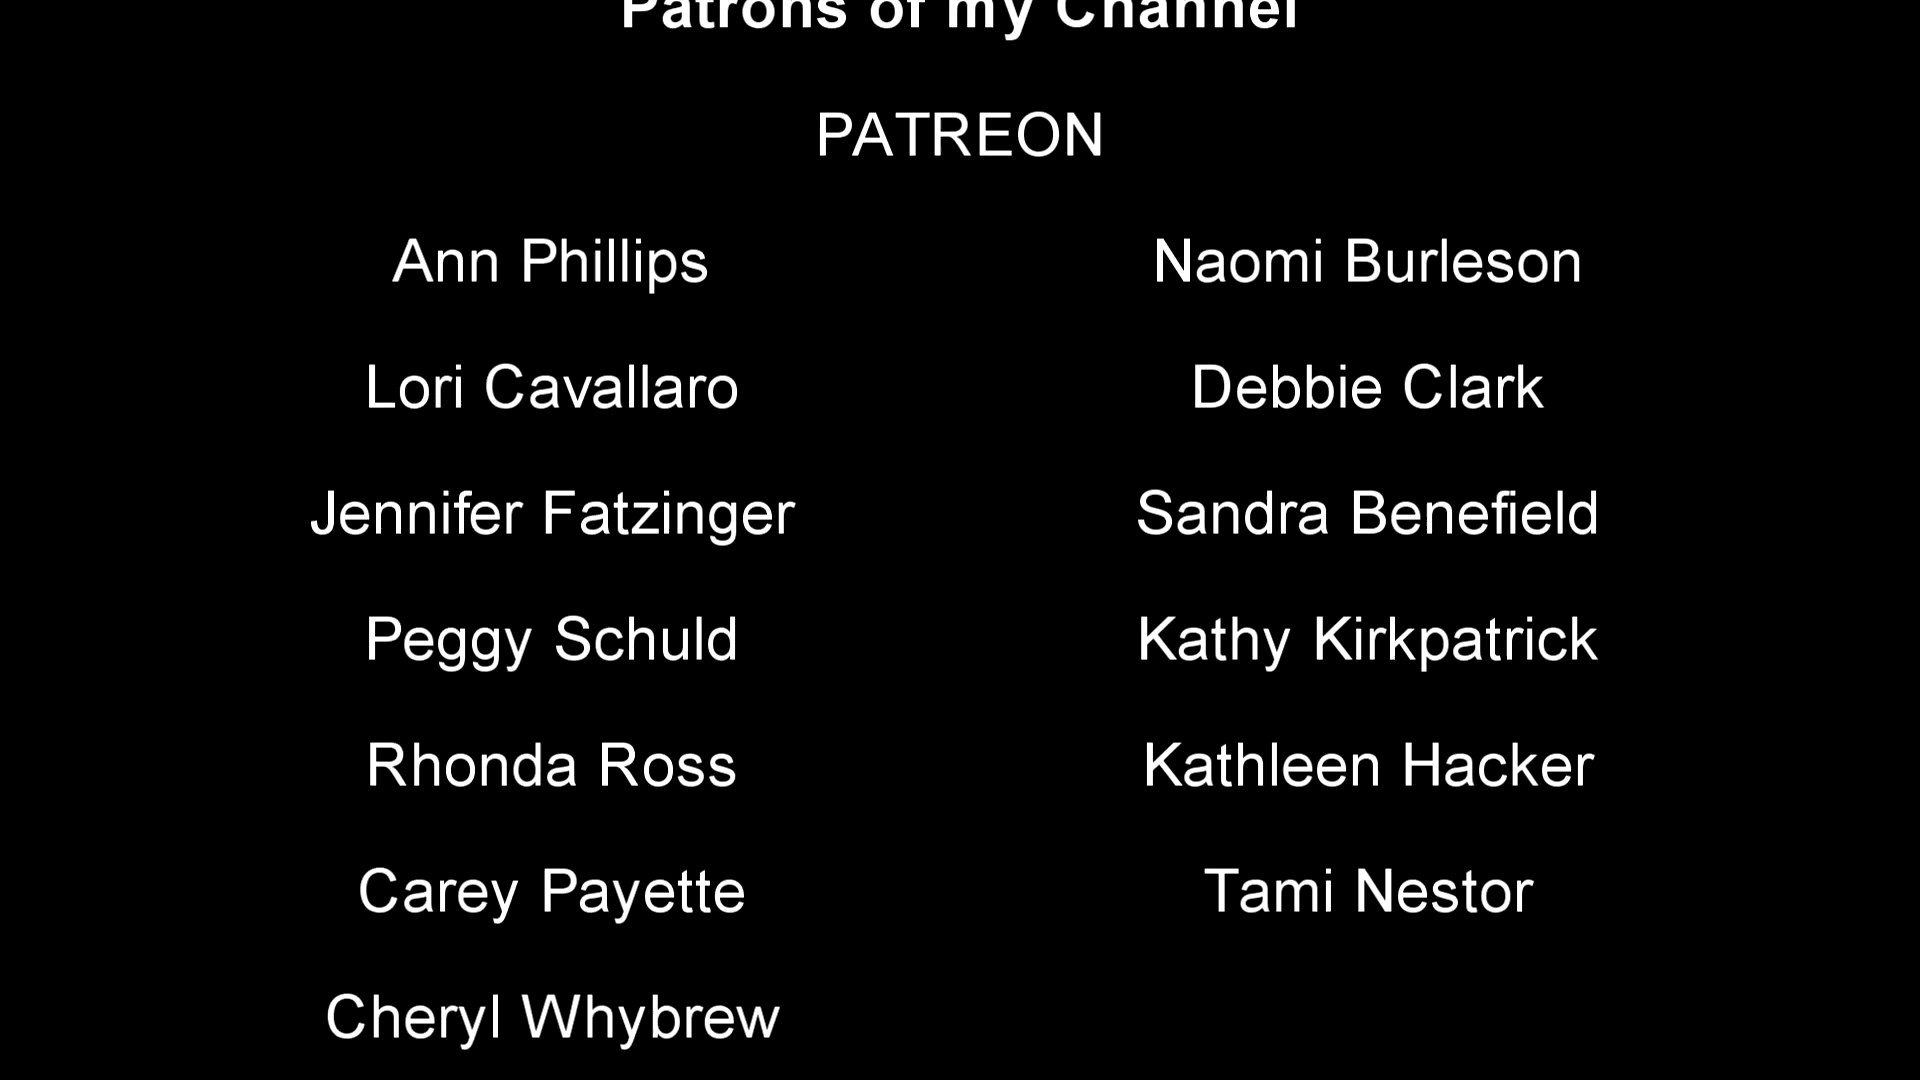 Patrons of my Channel
PATREON
Ann Phillips Naomi Burleson
Lori Cavallaro Debbie Clark
Jennifer Fatzinger Sandra Benefield
Peggy Schuld Kathy Kirkpatrick
Rhonda Ross Kathleen Hacker
Carey Payette Tami Nestor
Cheryl Whybrew